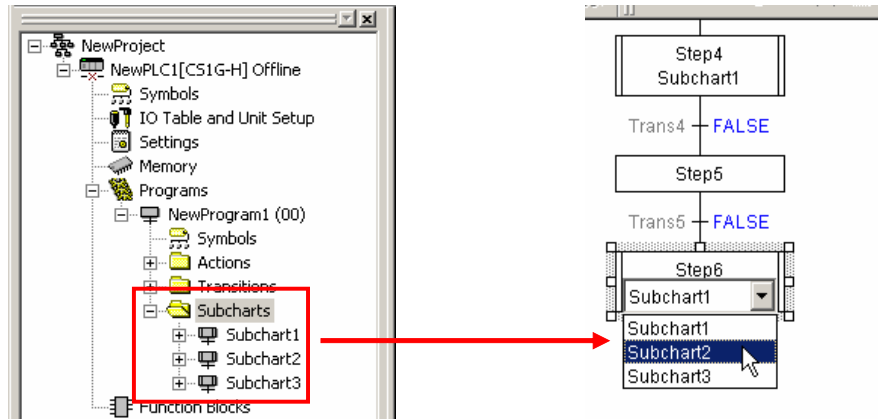 NewProject
NewPLC1[CS1G-H] Offline
Symbols
IO Table and Unit Setup
Settings
Memory
Programs
NewProgram1 (00)
Symbols
Actions
Transitions
Subcharts
Subchart1
Subchart2
Subchart3
Function Blocks
Step4
Subchart1
Trans4 FALSE
Step5
Trans5 FALSE
Step6
Subchart1
Subchart1
Subchart2
Subchart3